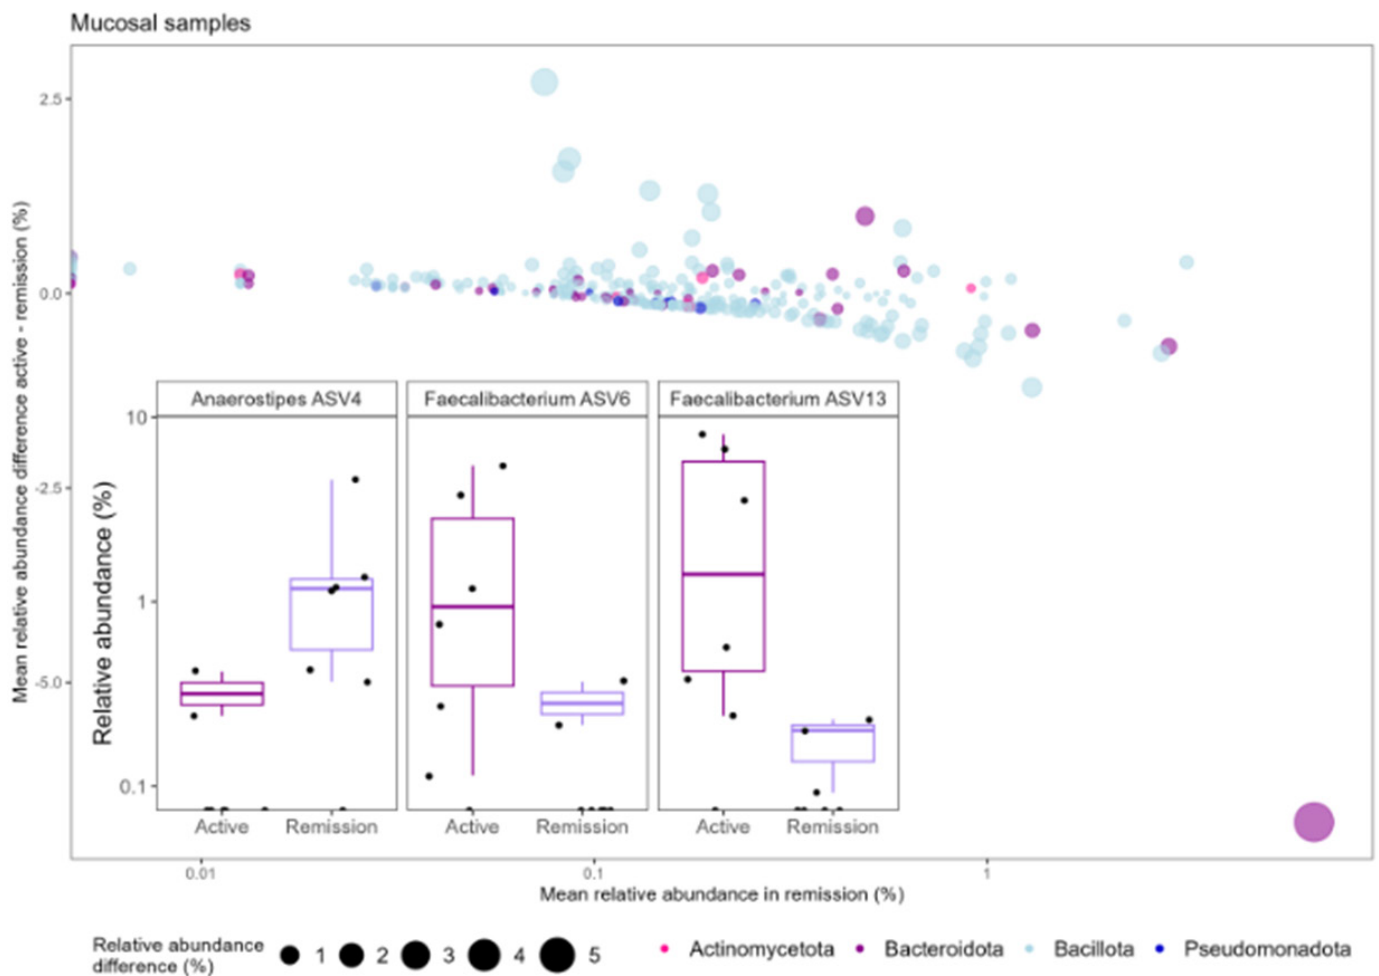 Mucosal samples
Mean relative abundance difference active - remission (%)
2.5
0.0
-2.5
-5.0
Anaerostipes ASV4
Faecalibacterium ASV6
Faecalibacterium ASV13
Relative abundance (%)
10
1
0.1
Active
Remission
Active
Remission
Active
Remission
0.01
0.1
1
Mean relative abundance in remission (%)
Relative abundance
difference (%)
1
2
3
4
5
Actinomycetota
Bacteroidota
Bacillota
Pseudomonadota